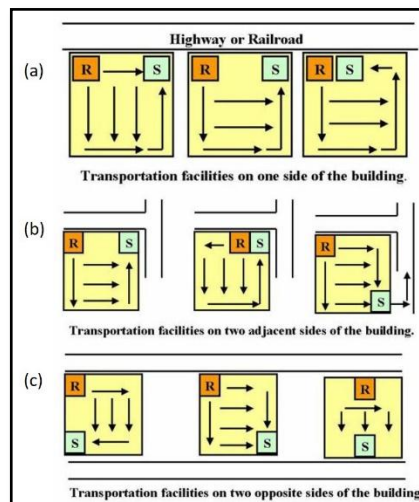 Highway or Railroad
(a)
R S R S R S
Transportation facilities on one side of the building.
(b)
R S R S R S
Transportation facilities on two adjacent sides of the building.
(c)
R S R S R S
Transportation facilities on two opposite sides of the building